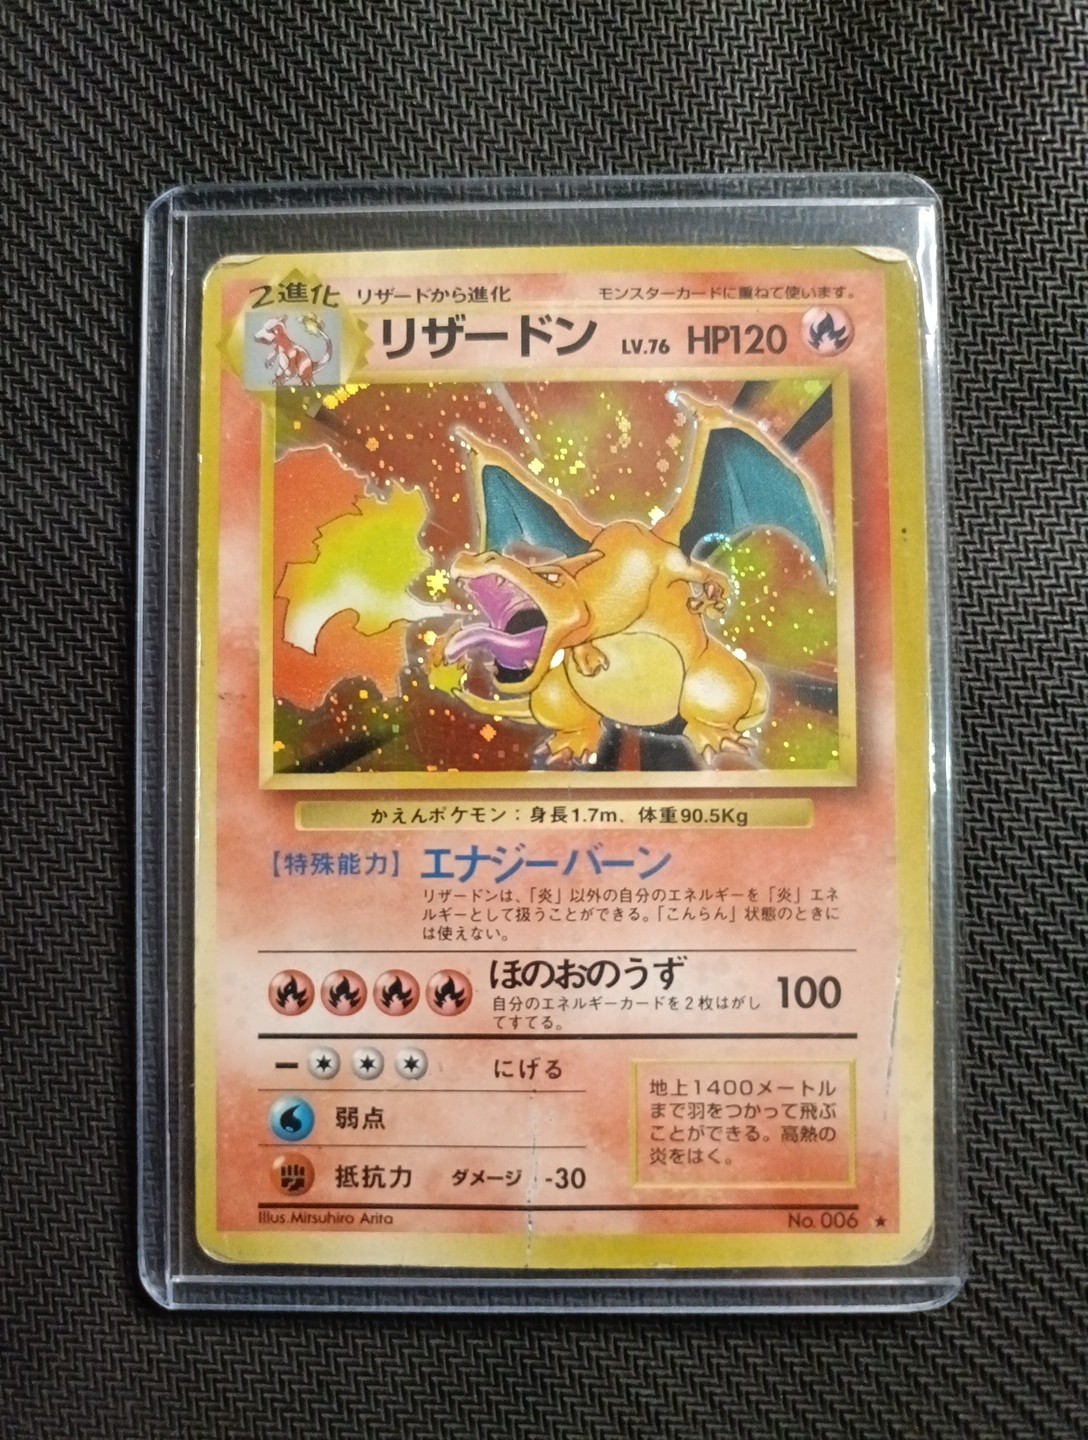 2進化 リザードから進化 モンスターカードに重ねて使います。
リザードン LV.76 HP120
かえんポケモン：身長1.7m、体重90.5Kg
【特殊能力】エナジーバーン
リザードンは、「炎」以外の自分のエネルギーを「炎」エネ
ルギーとして扱うことができる。「こんらん」状態のときに
は使えない。
ほのおのうず 100
自分のエネルギーカードを2枚はがし
てすてる。
にげる
弱点
抵抗力 ダメージ -30
地上1400メートル
まで羽をつかって飛ぶ
ことができる。高熱の
炎をはく。
Illus. Mitsuhiro Arita No. 006 ★